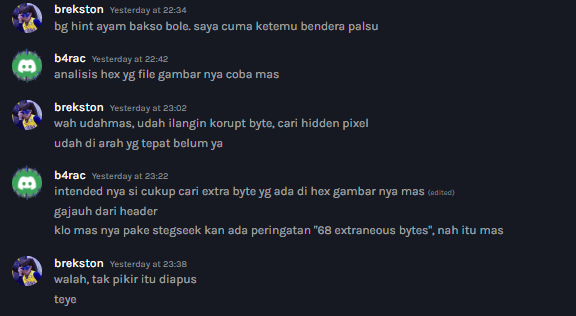 brekston Yesterday at 22:34
bg hint ayam bakso bole. saya cuma ketemu bendera palsu
b4rac Yesterday at 22:42
analisis hex yg file gambar nya coba mas
brekston Yesterday at 23:02
wah udahmas, udah ilangin korupt byte, cari hidden pixel
udah di arah yg tepat belum ya
b4rac Yesterday at 23:22
intended nya si cukup cari extra byte yg ada di hex gambar nya mas (edited)
gajauh dari header
klo mas nya pake stegseek kan ada peringatan "68 extraneous bytes", nah itu mas
brekston Yesterday at 23:38
walah, tak pikir itu diapus
teye